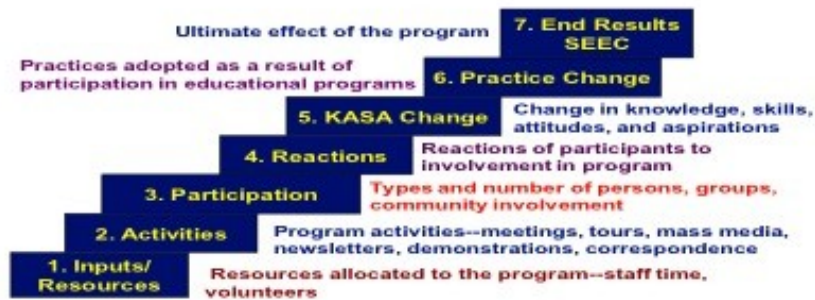 Ultimate effect of the program
7. End Results
SEEC
Practices adopted as a result of
participation in educational programs
6. Practice Change
5. KASA Change
Change in knowledge, skills,
attitudes, and aspirations
4. Reactions
Reactions of participants to
involvement in program
3. Participation
Types and number of persons, groups,
community involvement
2. Activities
Program activities--meetings, tours, mass media,
newsletters, demonstrations, correspondence
1. Inputs/
Resources
Resources allocated to the program--staff time,
volunteers